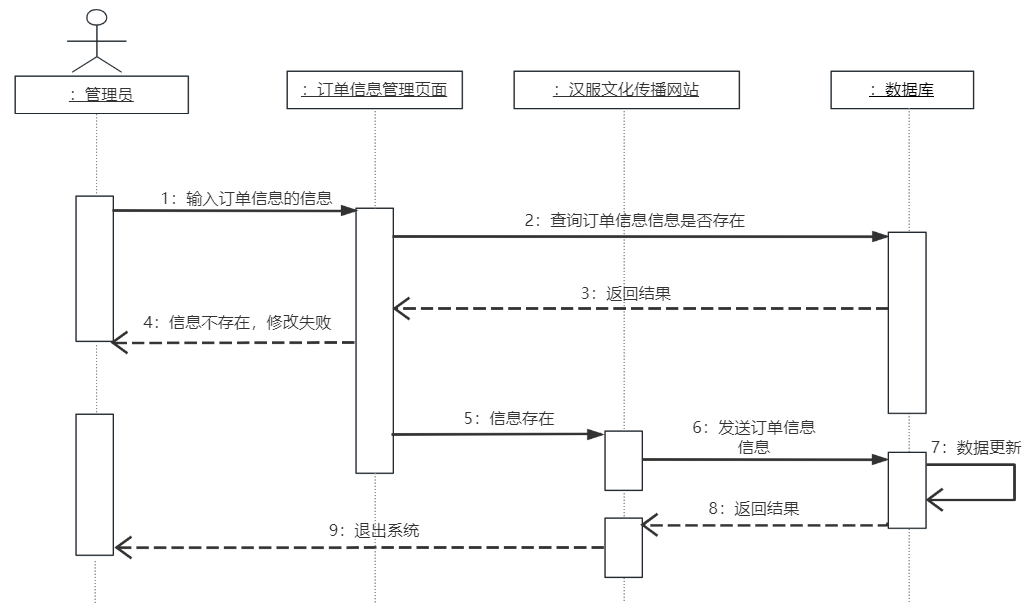 ：管理员
：订单信息管理页面
：汉服文化传播网站
：数据库
1：输入订单信息的信息
2：查询订单信息信息是否存在
3：返回结果
4：信息不存在，修改失败
5：信息存在
6：发送订单信息
信息
7：数据更新
8：返回结果
9：退出系统